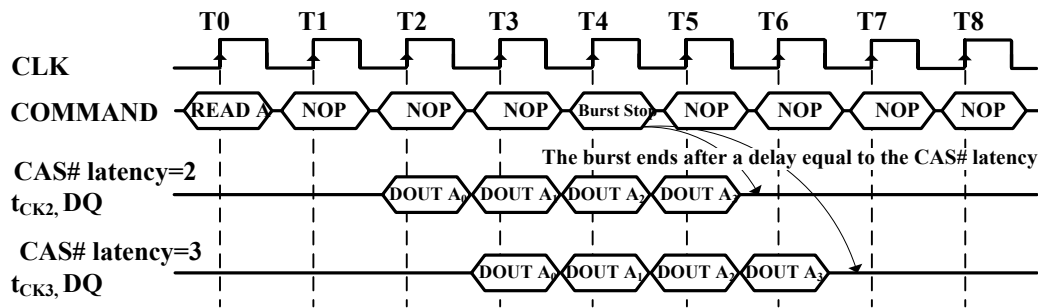 T0 T1 T2 T3 T4 T5 T6 T7 T8
CLK
COMMAND READ A NOP NOP NOP Burst Stop NOP NOP NOP NOP
The burst ends after a delay equal to the CAS# latency
CAS# latency=2
tCK2, DQ DOUT A0 DOUT A1 DOUT A2 DOUT A3
CAS# latency=3
tCK3, DQ DOUT A0 DOUT A1 DOUT A2 DOUT A3